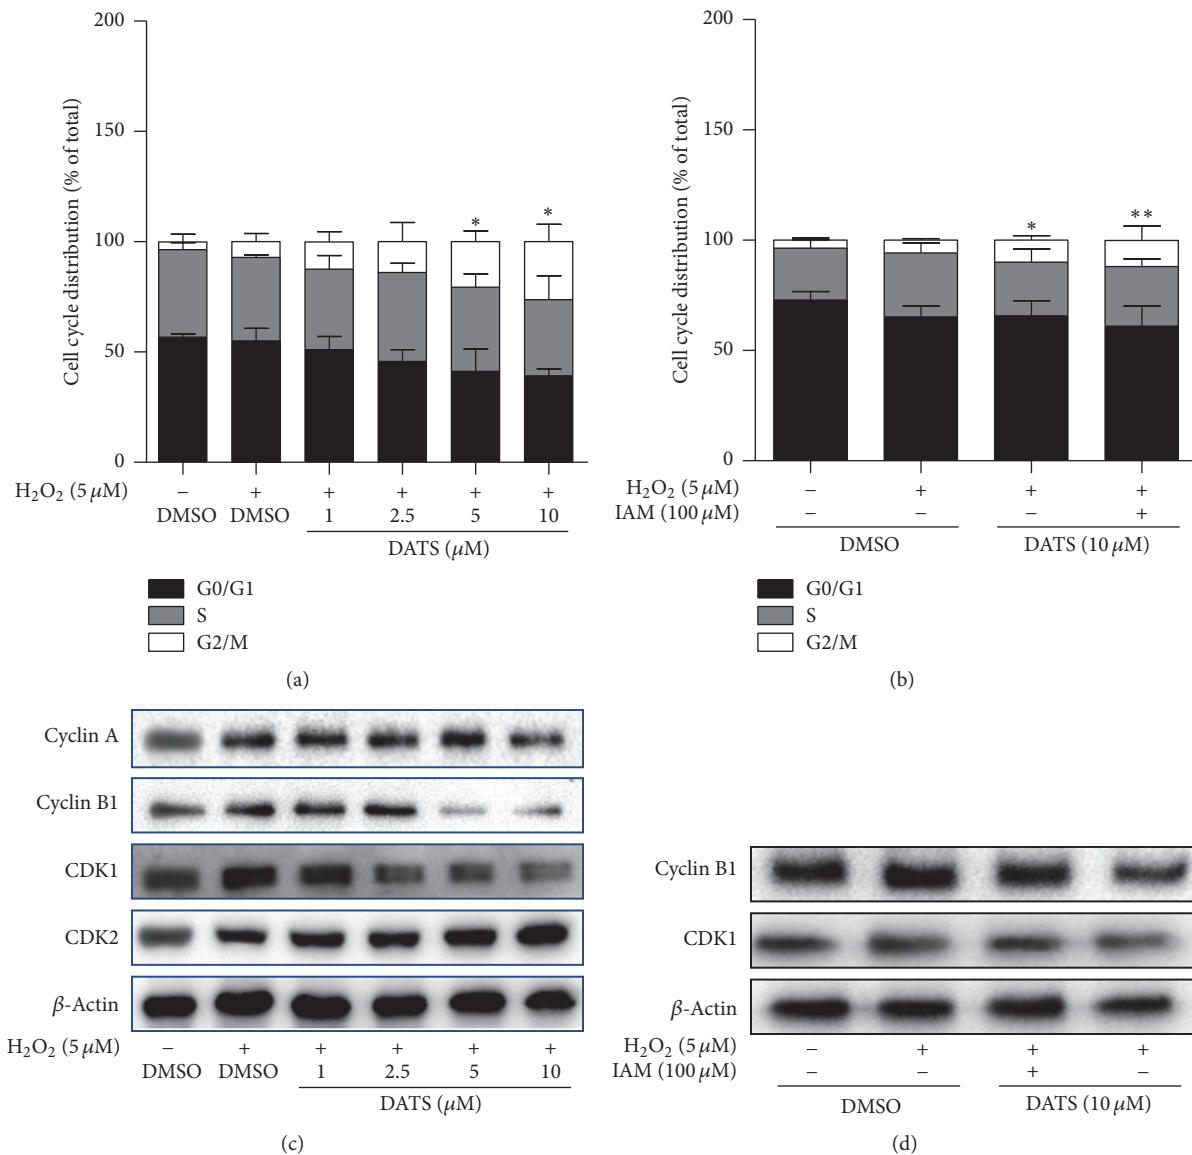 200
150
100
50
0
Cell cycle distribution (% of total)
* *
H₂O₂ (5 μM) − + + + + +
DMSO DMSO 1 2.5 5 10
DATS (μM)
G0/G1
S
G2/M
(a)
200
150
100
50
0
Cell cycle distribution (% of total)
* **
H₂O₂ (5 μM) − + + +
IAM (100 μM) − − − +
DMSO DATS (10 μM)
G0/G1
S
G2/M
(b)
Cyclin A
Cyclin B1
CDK1
CDK2
β-Actin
H₂O₂ (5 μM) − + + + + +
DMSO DMSO 1 2.5 5 10
DATS (μM)
(c)
Cyclin B1
CDK1
β-Actin
H₂O₂ (5 μM) − + + +
IAM (100 μM) − − + −
DMSO DATS (10 μM)
(d)